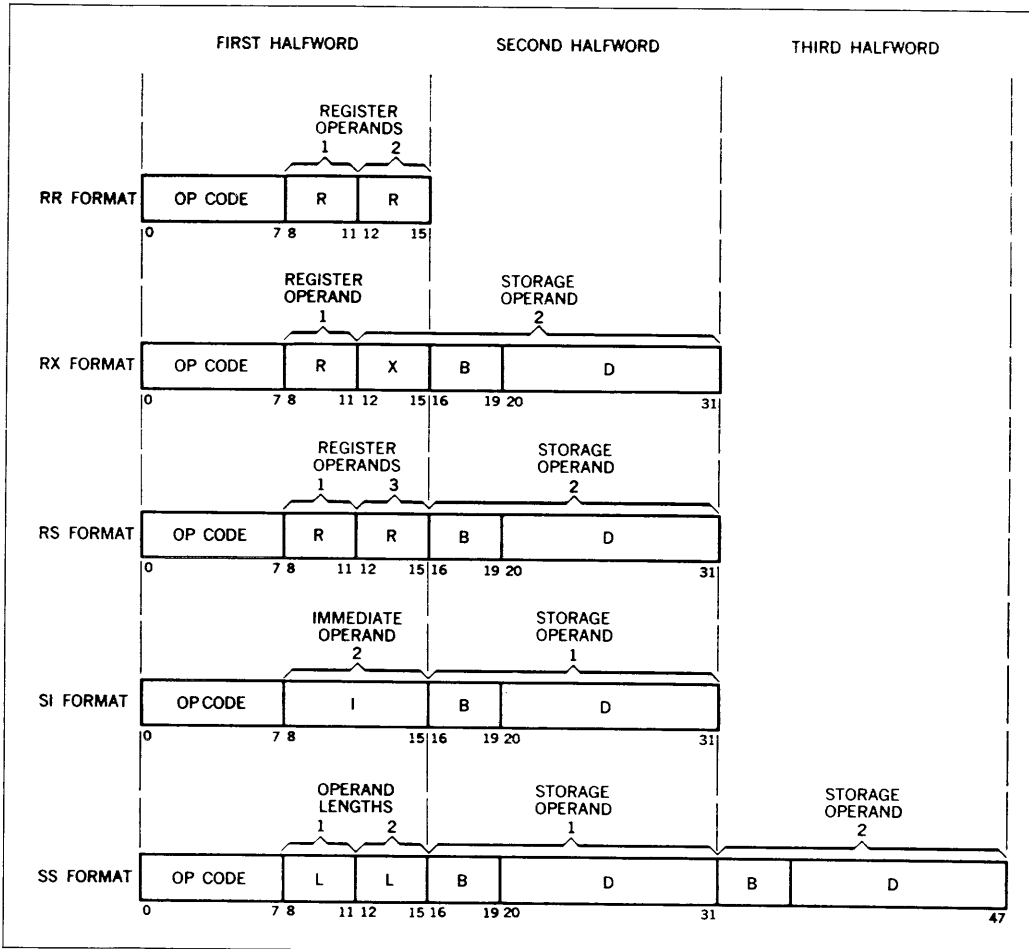 FIRST HALFWORD SECOND HALFWORD THIRD HALFWORD
REGISTER
OPERANDS
1 2
RR FORMAT OP CODE R R
0 7 8 11 12 15
REGISTER STORAGE
OPERAND OPERAND
1 2
RX FORMAT OP CODE R X B D
0 7 8 11 12 15 16 19 20 31
REGISTER STORAGE
OPERANDS OPERAND
1 3 2
RS FORMAT OP CODE R R B D
0 7 8 11 12 15 16 19 20 31
IMMEDIATE STORAGE
OPERAND OPERAND
2 1
SI FORMAT OP CODE I B D
0 7 8 15 16 19 20 31
OPERAND STORAGE STORAGE
LENGTHS OPERAND OPERAND
1 2 1 2
SS FORMAT OP CODE L L B D B D
0 7 8 11 12 15 16 19 20 31 47